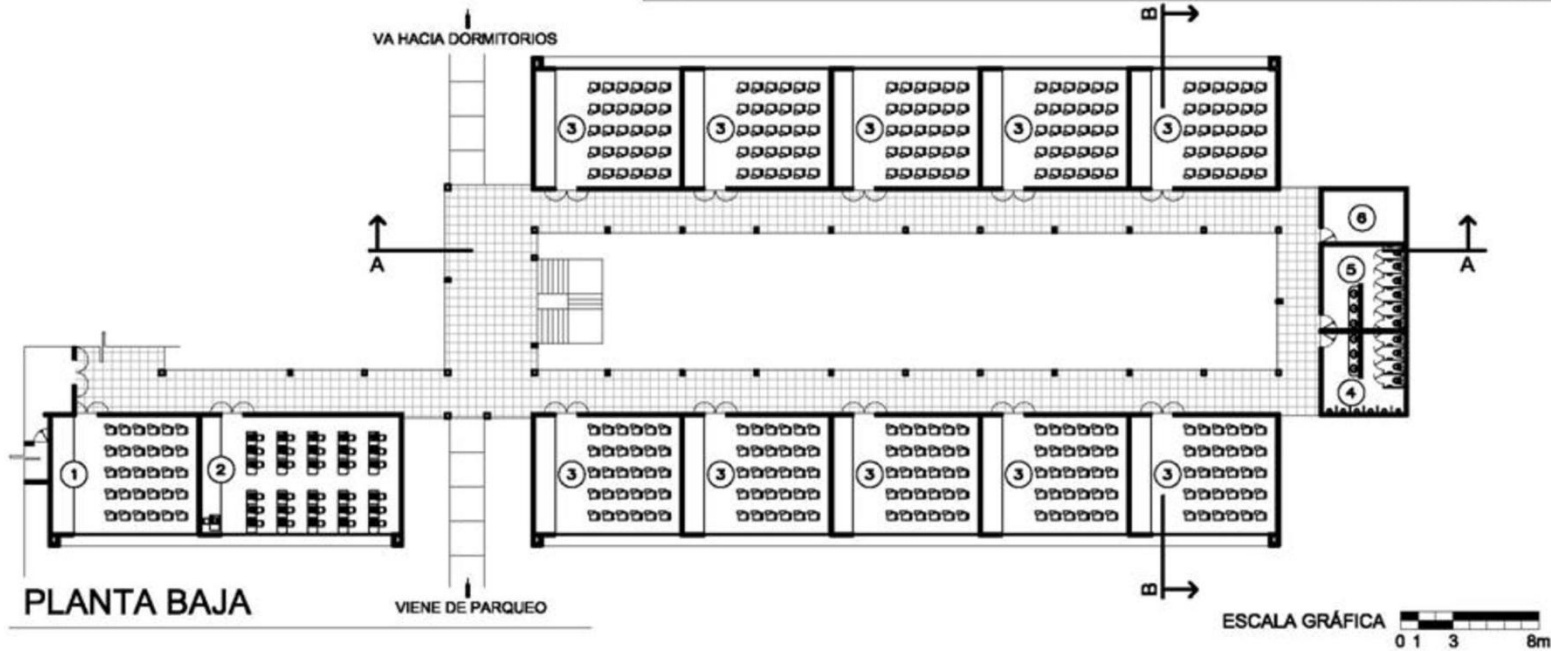 B
VA HACIA DORMITORIOS
3 3 3 3 3
6
A A
5
4
1 2 3 3 3 3 3
PLANTA BAJA
VIENE DE PARQUEO
B
ESCALA GRÁFICA
0 1 3 8m